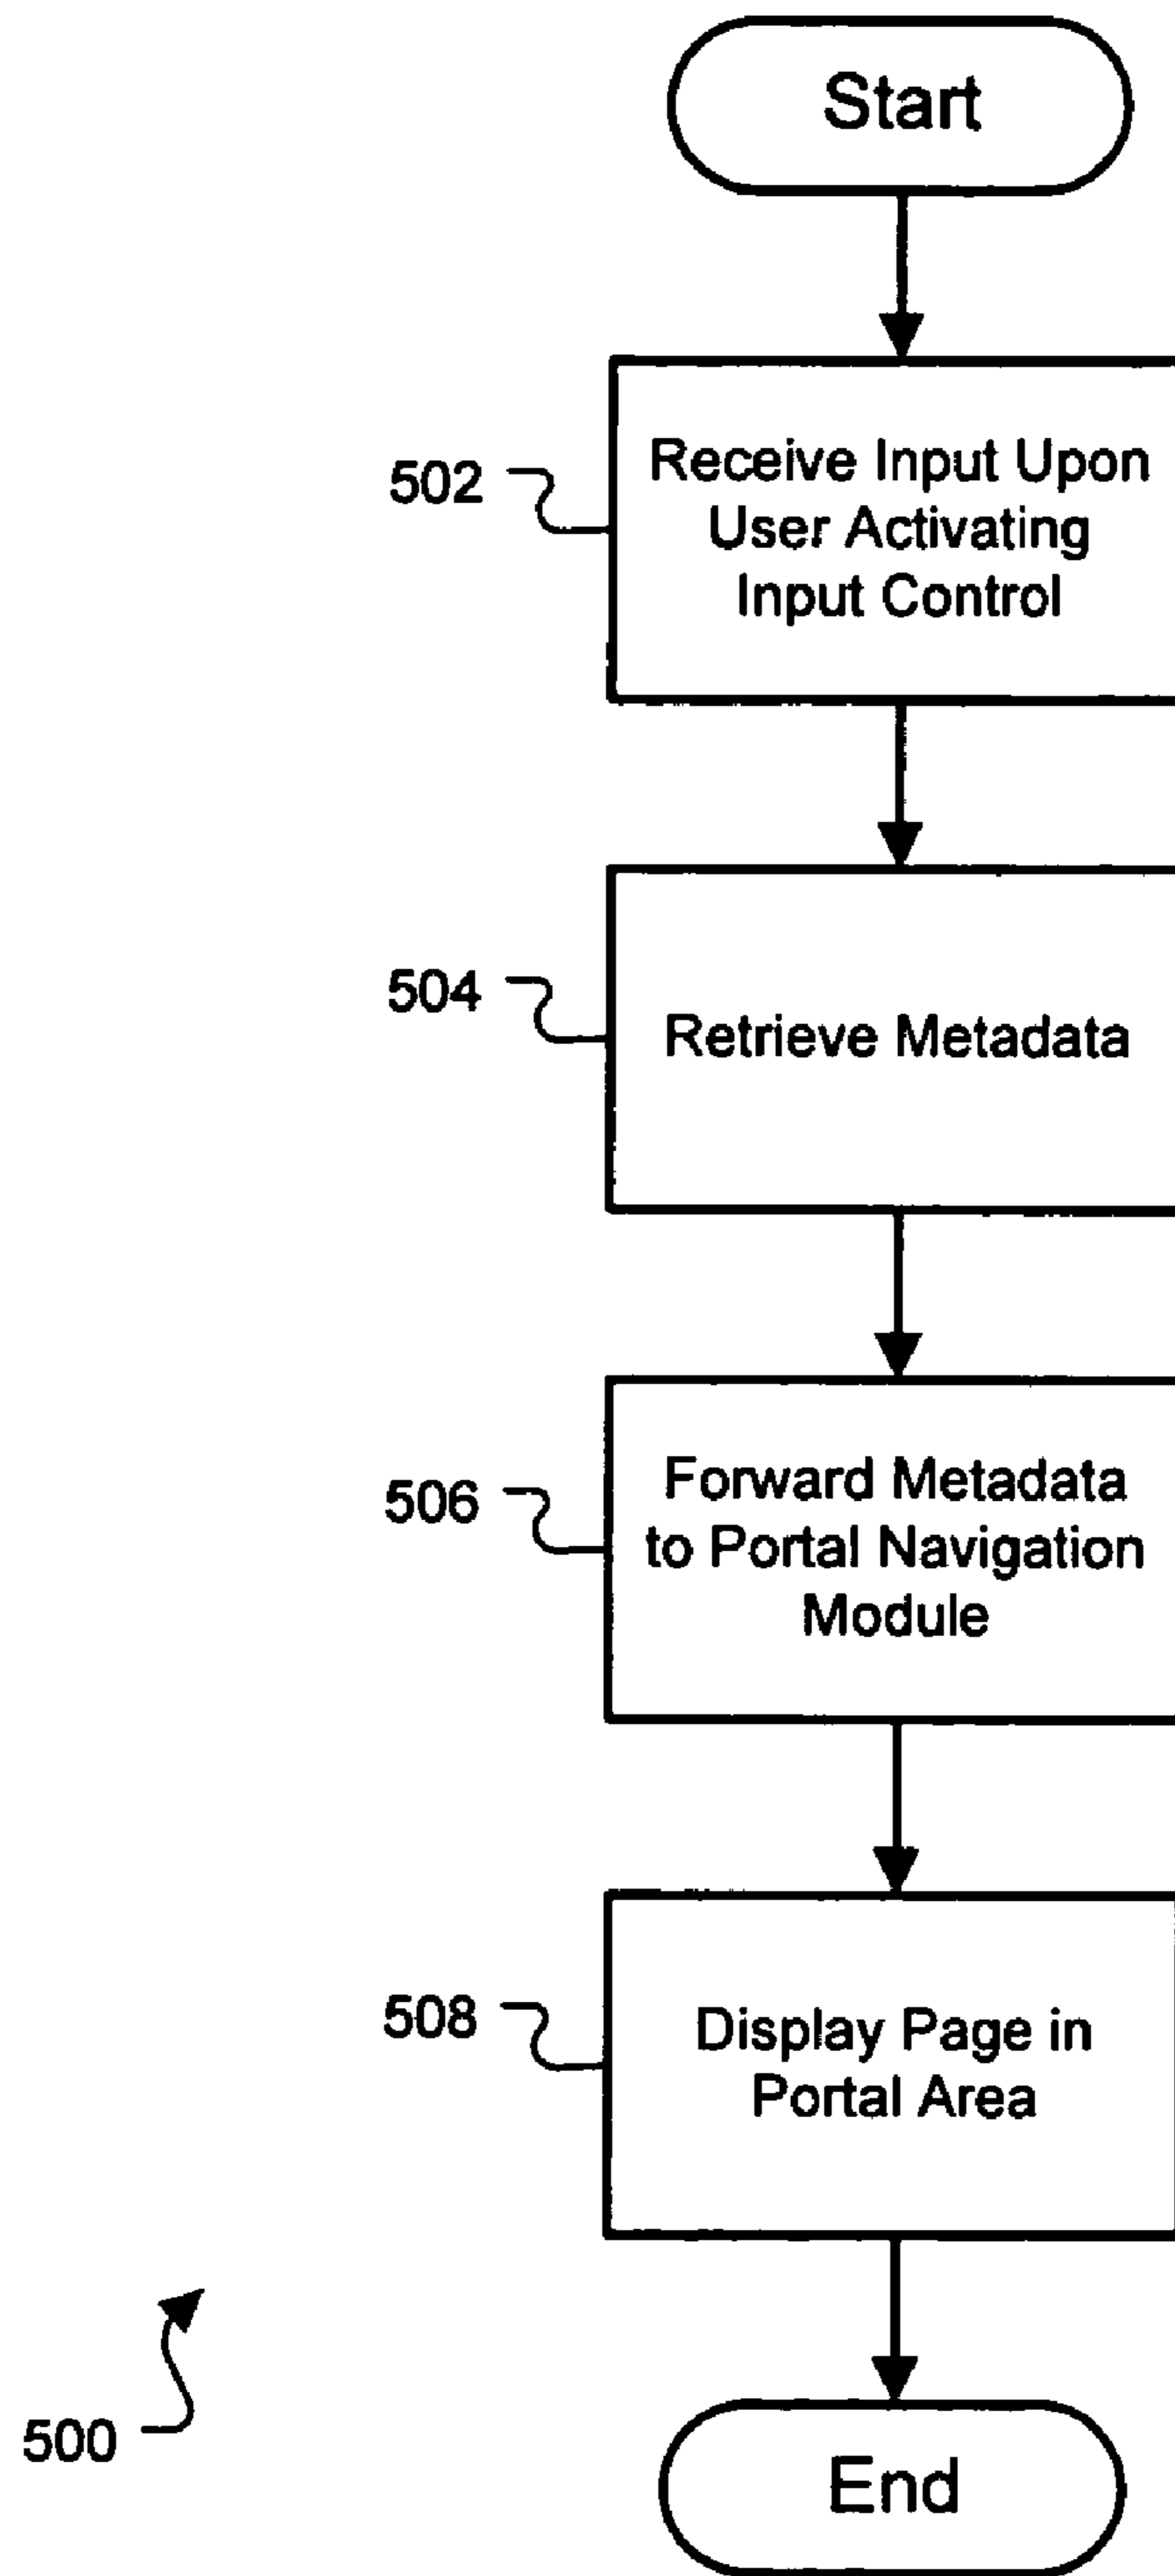 Start
502
Receive Input Upon
User Activating
Input Control
504
Retrieve Metadata
506
Forward Metadata
to Portal Navigation
Module
508
Display Page in
Portal Area
500
End